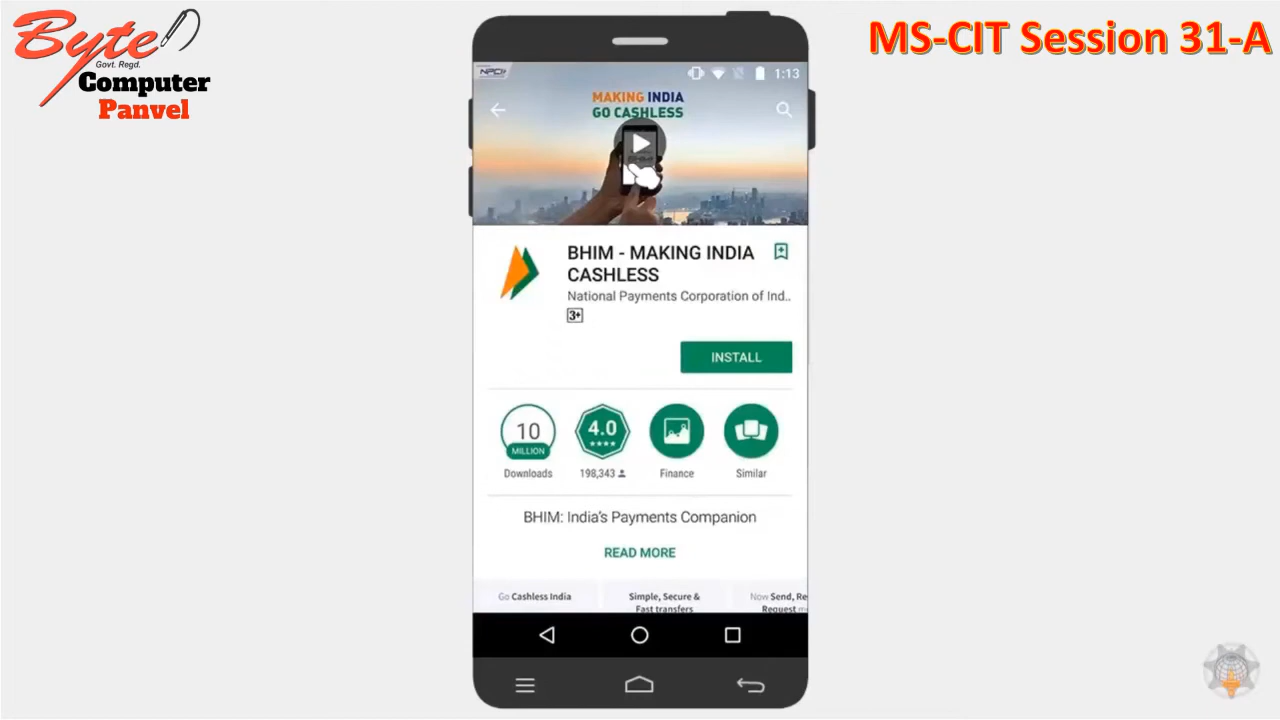 Byte
Govt. Regd.
Computer
Panvel
MS-CIT Session 31-A
NPCI
1:13
MAKING INDIA
GO CASHLESS
BHIM - MAKING INDIA
CASHLESS
National Payments Corporation of Ind..
3+
INSTALL
10
MILLION
Downloads
4.0
198,343
Finance
Similar
BHIM: India's Payments Companion
READ MORE
Go Cashless India
Simple, Secure &
Fast transfers
Now Send, Re
Request m